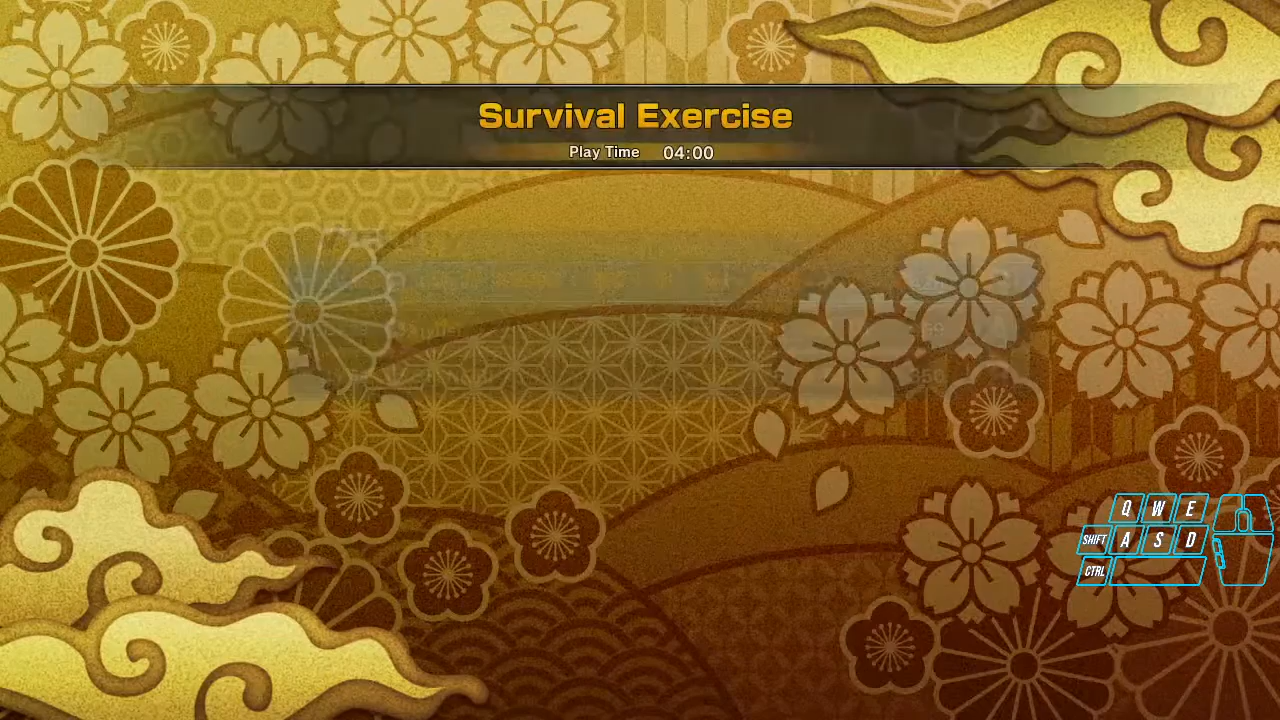 Survival Exercise
Play Time 04:00
Q W E
SHIFT A S D
CTRL